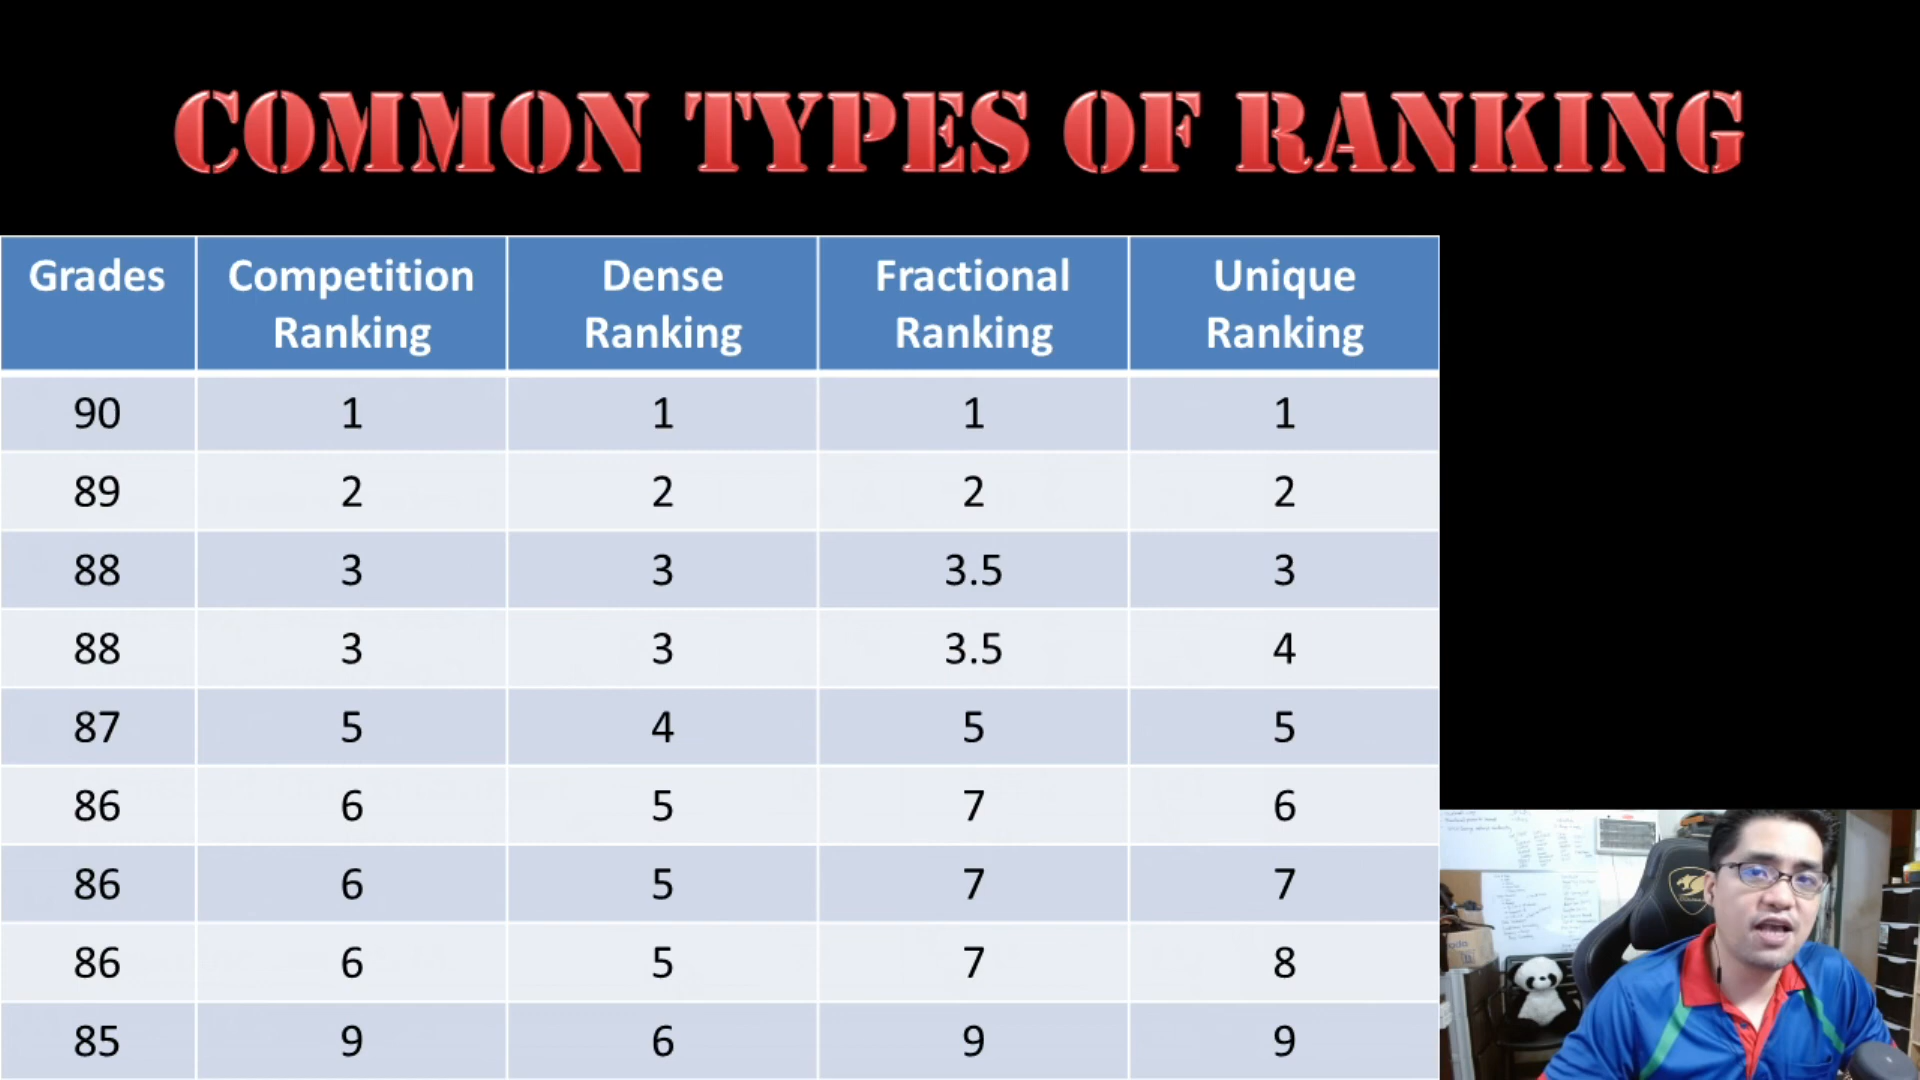 COMMON TYPES OF RANKING
Grades Competition Ranking Dense Ranking Fractional Ranking Unique Ranking
90 1 1 1 1
89 2 2 2 2
88 3 3 3.5 3
88 3 3 3.5 4
87 5 4 5 5
86 6 5 7 6
86 6 5 7 7
86 6 5 7 8
85 9 6 9 9